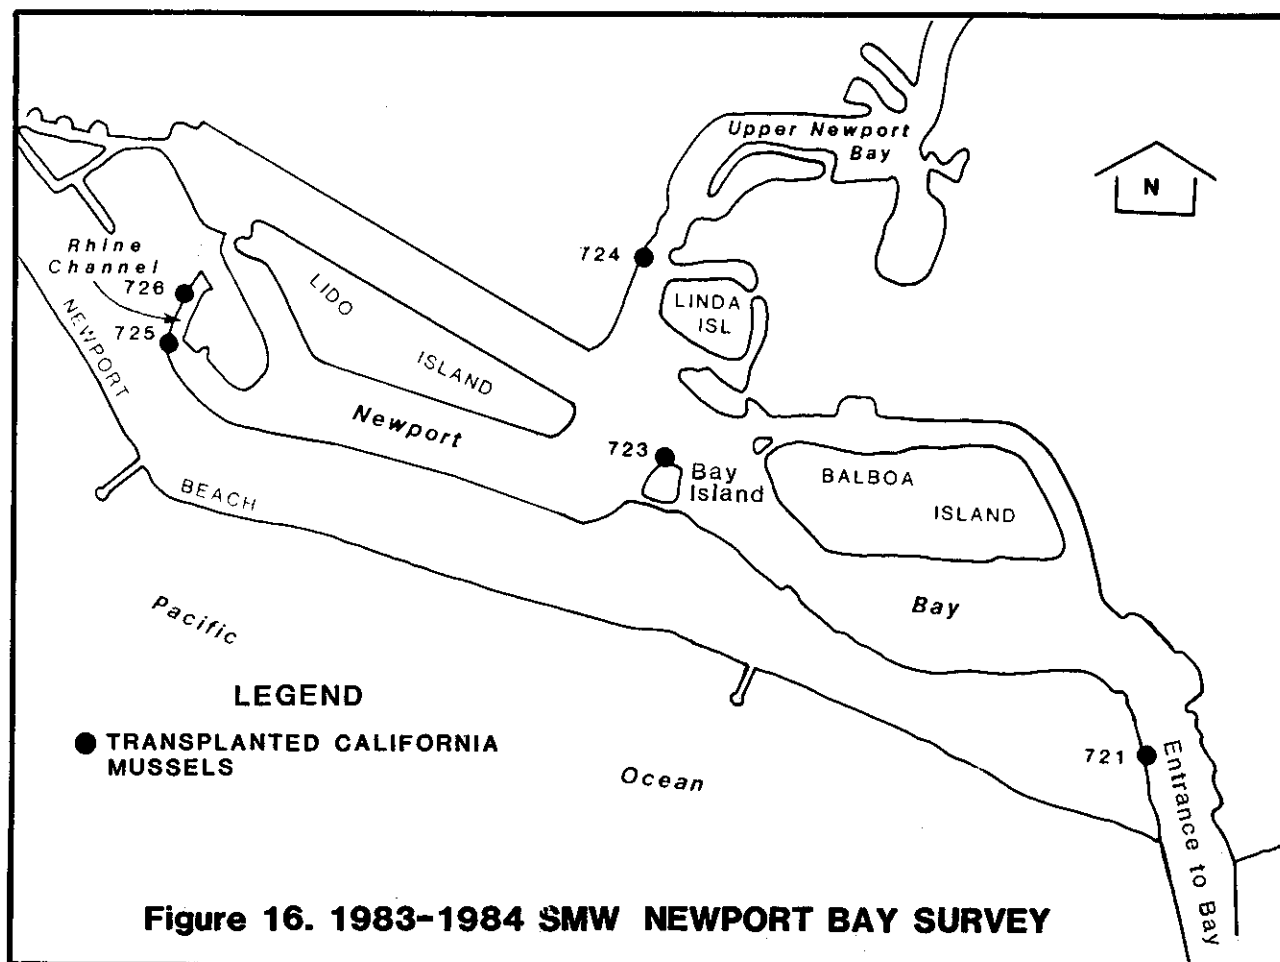 Upper Newport
Bay
N
Rhine
Channel
726
725
724
LINDA
ISL
LIDO
ISLAND
NEWPORT
BEACH
Newport
723
Bay
Island
BALBOA
ISLAND
Bay
Pacific
Ocean
721
Entrance to Bay
LEGEND
TRANSPLANTED CALIFORNIA
MUSSELS
Figure 16. 1983-1984 SMW NEWPORT BAY SURVEY